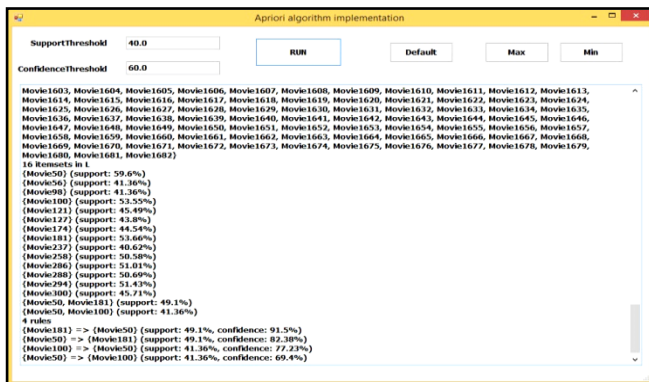 Apriori algorithm implementation
SupportThreshold 40.0
RUN Default Max Min
ConfidenceThreshold 60.0
Movie1603, Movie1604, Movie1605, Movie1606, Movie1607, Movie1608, Movie1609, Movie1610, Movie1611, Movie1612, Movie1613,
Movie1614, Movie1615, Movie1616, Movie1617, Movie1618, Movie1619, Movie1620, Movie1621, Movie1622, Movie1623, Movie1624,
Movie1625, Movie1626, Movie1627, Movie1628, Movie1629, Movie1630, Movie1631, Movie1632, Movie1633, Movie1634, Movie1635,
Movie1636, Movie1637, Movie1638, Movie1639, Movie1640, Movie1641, Movie1642, Movie1643, Movie1644, Movie1645, Movie1646,
Movie1647, Movie1648, Movie1649, Movie1650, Movie1651, Movie1652, Movie1653, Movie1654, Movie1655, Movie1656, Movie1657,
Movie1658, Movie1659, Movie1660, Movie1661, Movie1662, Movie1663, Movie1664, Movie1665, Movie1666, Movie1667, Movie1668,
Movie1669, Movie1670, Movie1671, Movie1672, Movie1673, Movie1674, Movie1675, Movie1676, Movie1677, Movie1678, Movie1679,
Movie1680, Movie1681, Movie1682}
16 itemsets in L
{Movie50} (support: 59.6%)
{Movie56} (support: 41.36%)
{Movie98} (support: 41.36%)
{Movie100} (support: 53.55%)
{Movie121} (support: 45.49%)
{Movie127} (support: 43.8%)
{Movie174} (support: 44.54%)
{Movie181} (support: 53.66%)
{Movie237} (support: 40.62%)
{Movie258} (support: 50.58%)
{Movie286} (support: 51.01%)
{Movie288} (support: 50.69%)
{Movie294} (support: 51.43%)
{Movie300} (support: 45.71%)
{Movie50, Movie181} (support: 49.1%)
{Movie50, Movie100} (support: 41.36%)
4 rules
{Movie181} => {Movie50} (support: 49.1%, confidence: 91.5%)
{Movie50} => {Movie181} (support: 49.1%, confidence: 82.38%)
{Movie100} => {Movie50} (support: 41.36%, confidence: 77.23%)
{Movie50} => {Movie100} (support: 41.36%, confidence: 69.4%)